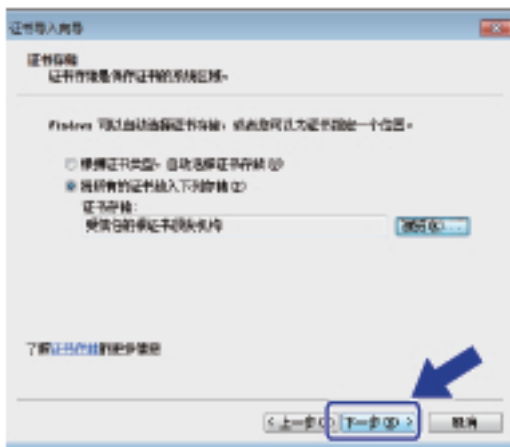 证书导入向导
证书存储
证书存储是保存证书的系统区域。
Windows 可以自动选择证书存储，或者您可以为证书指定一个位置。
根据证书类型，自动选择证书存储(U)
将所有的证书放入下列存储(P)
证书存储：
受信任的根证书颁发机构
浏览(R)...
了解证书存储的更多信息
<上一步(B)
下一步(N) >
取消